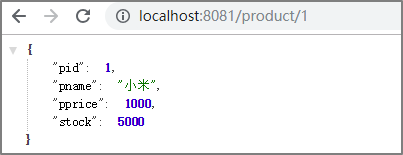 localhost:8081/product/1
{
"pid": 1,
"pname": "小米",
"pprice": 1000,
"stock": 5000
}